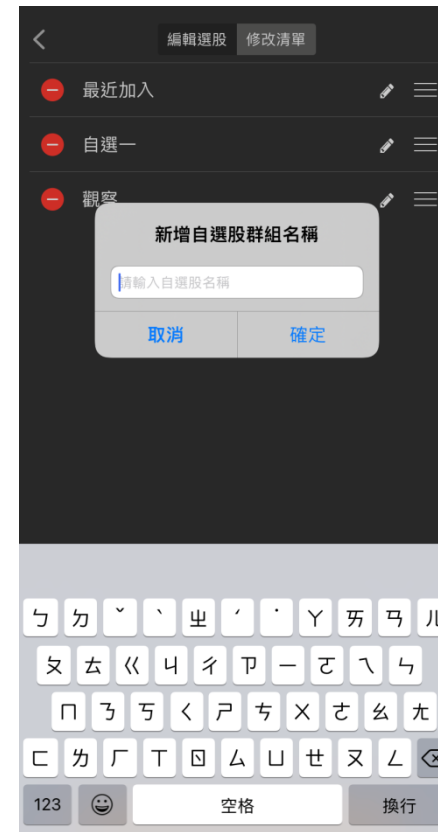 編輯選股 修改清單
最近加入
自選一
觀察
新增自選股群組名稱
請輸入自選股名稱
取消 確定
ㄅ ㄉ ˇ ˋ ㄓ ˊ ˙ ㄚ ㄞ ㄢ ㄦ
ㄆ ㄊ ㄍ ㄐ ㄔ ㄗ ㄧ ㄛ ㄟ ㄣ
ㄇ ㄋ ㄎ ㄑ ㄕ ㄘ ㄨ ㄜ ㄠ ㄤ
ㄈ ㄌ ㄏ ㄒ ㄖ ㄙ ㄩ ㄝ ㄡ ㄥ
123 空格 換行